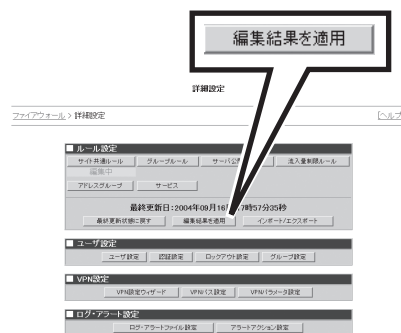 編集結果を適用
詳細設定
ファイアウォール > 詳細設定 [ヘルプ
■ ルール設定
サイト共通ルール グループルール サーバ公 流入量制限ルール
編集中
アドレスグループ サービス
最終更新日:2004年09月16 7時57分35秒
最終更新状態に戻す 編集結果を適用 インポート/エクスポート
■ ユーザ設定
ユーザ設定 認証設定 ロックアウト設定 グループ設定
■ VPN設定
VPN設定ウィザード VPNパス設定 VPNパラメータ設定
■ ログ・アラート設定
ログ・アラートファイル設定 アラートアクション設定